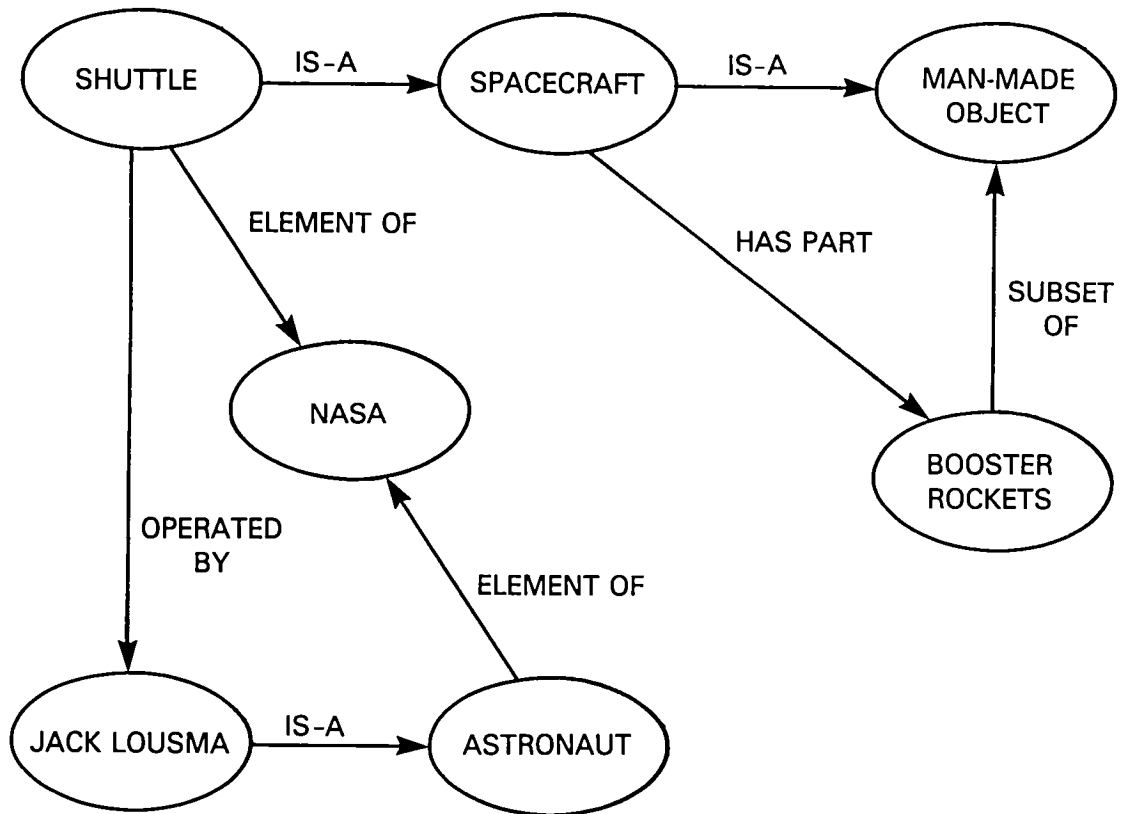 SHUTTLE
IS-A
SPACECRAFT
IS-A
MAN-MADE
OBJECT
ELEMENT OF
HAS PART
SUBSET
OF
NASA
BOOSTER
ROCKETS
OPERATED
BY
ELEMENT OF
JACK LOUSMA
IS-A
ASTRONAUT